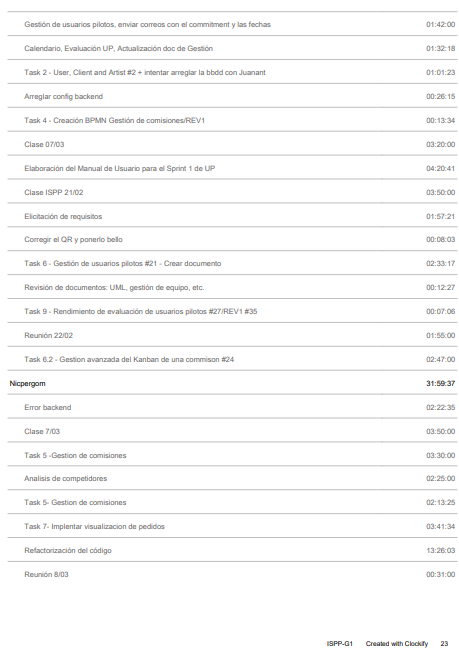 Gestión de usuarios pilotos, enviar correos con el commitment y las fechas 01:42:00
Calendario, Evaluación UP, Actualización doc de Gestión 01:32:18
Task 2 - User, Client and Artist #2 + intentar arreglar la bbdd con Juanant 01:01:23
Arreglar config backend 00:26:15
Task 4 - Creación BPMN Gestión de comisiones/REV1 00:13:34
Clase 07/03 03:20:00
Elaboración del Manual de Usuario para el Sprint 1 de UP 04:20:41
Clase ISPP 21/02 03:50:00
Elicitación de requisitos 01:57:21
Corregir el QR y ponerlo bello 00:08:03
Task 6 - Gestión de usuarios pilotos #21 - Crear documento 02:33:17
Revisión de documentos: UML, gestión de equipo, etc. 00:12:27
Task 9 - Rendimiento de evaluación de usuarios pilotos #27/REV1 #35 00:07:06
Reunión 22/02 01:55:00
Task 6.2 - Gestion avanzada del Kanban de una commison #24 02:47:00
Nicpergom 31:59:37
Error backend 02:22:35
Clase 7/03 03:50:00
Task 5 -Gestion de comisiones 03:30:00
Analisis de competidores 02:25:00
Task 5- Gestion de comisiones 02:13:25
Task 7- Implentar visualizacion de pedidos 03:41:34
Refactorización del código 13:26:03
Reunión 8/03 00:31:00
ISPP-G1 Created with Clockify 23